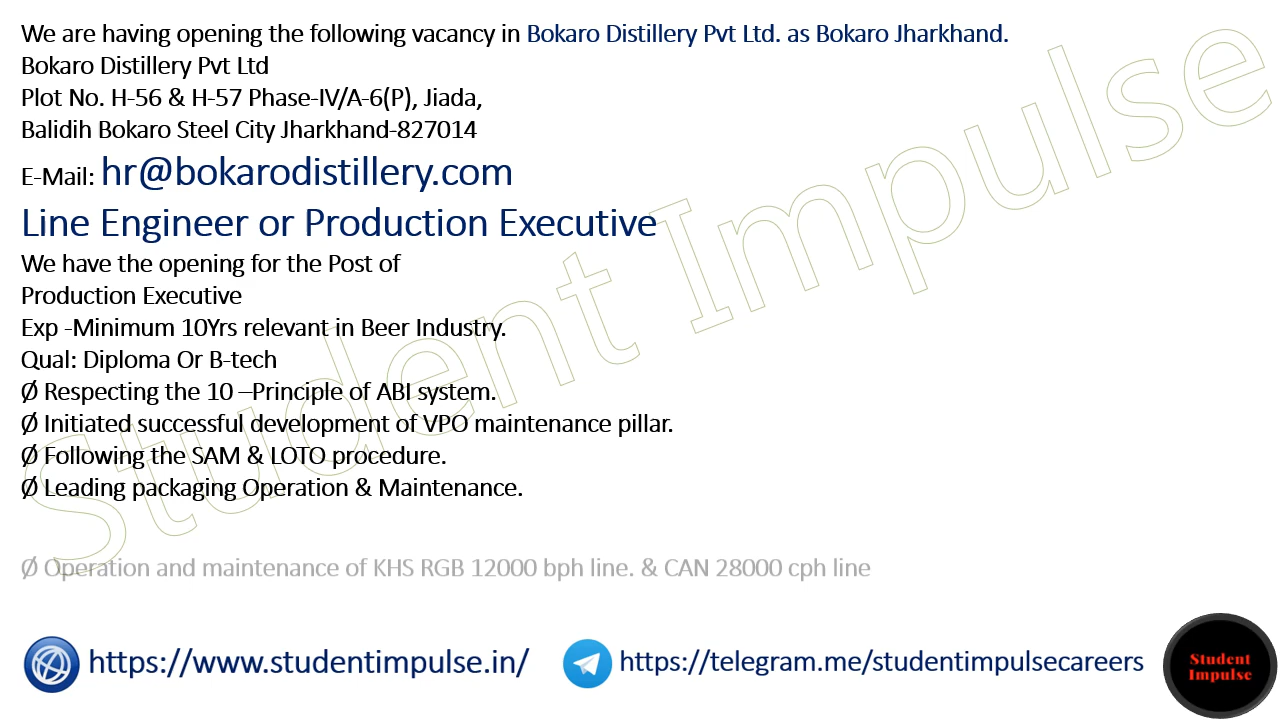 We are having opening the following vacancy in Bokaro Distillery Pvt Ltd. as Bokaro Jharkhand.
Bokaro Distillery Pvt Ltd
Plot No. H-56 & H-57 Phase-IV/A-6(P), Jiada,
Balidih Bokaro Steel City Jharkhand-827014
E-Mail: hr@bokarodistillery.com
Line Engineer or Production Executive
We have the opening for the Post of
Production Executive
Exp -Minimum 10Yrs relevant in Beer Industry.
Qual: Diploma Or B-tech
Ø Respecting the 10 –Principle of ABI system.
Ø Initiated successful development of VPO maintenance pillar.
Ø Following the SAM & LOTO procedure.
Ø Leading packaging Operation & Maintenance.
Ø Operation and maintenance of KHS RGB 12000 bph line. & CAN 28000 cph line
Student Impulse
https://www.studentimpulse.in/
https://telegram.me/studentimpulsecareers
Student
Impulse